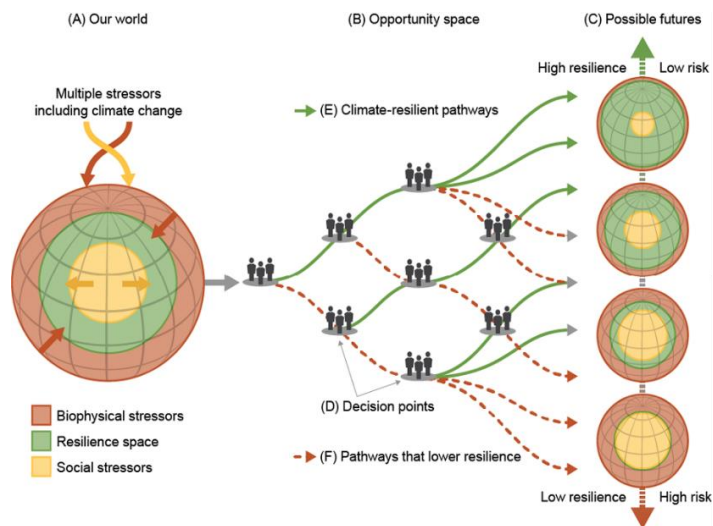 (A) Our world
(B) Opportunity space
(C) Possible futures
Multiple stressors
including climate change
High resilience
Low risk
(E) Climate-resilient pathways
(D) Decision points
Biophysical stressors
Resilience space
Social stressors
(F) Pathways that lower resilience
Low resilience
High risk